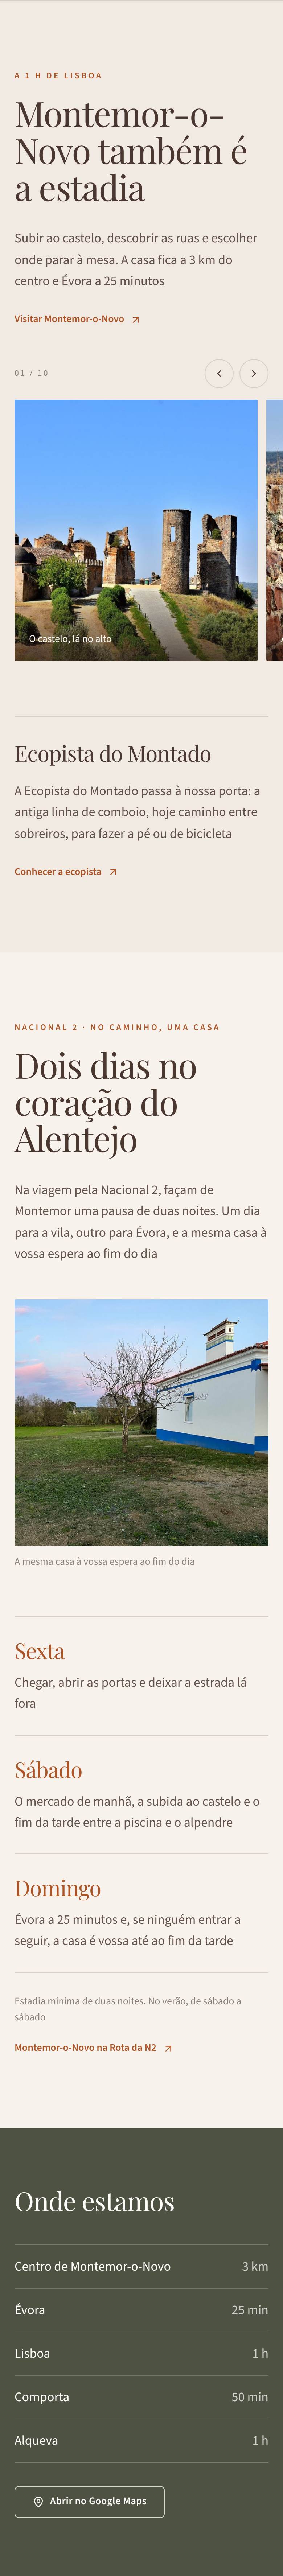 A 1 H DE LISBOA
Montemor-o-
Novo também é
a estadia
Subir ao castelo, descobrir as ruas e escolher
onde parar à mesa. A casa fica a 3 km do
centro e Évora a 25 minutos
Visitar Montemor-o-Novo
01 / 10
O castelo, lá no alto
Ecopista do Montado
A Ecopista do Montado passa à nossa porta: a
antiga linha de comboio, hoje caminho entre
sobreiros, para fazer a pé ou de bicicleta
Conhecer a ecopista
NACIONAL 2 · NO CAMINHO, UMA CASA
Dois dias no
coração do
Alentejo
Na viagem pela Nacional 2, façam de
Montemor uma pausa de duas noites. Um dia
para a vila, outro para Évora, e a mesma casa à
vossa espera ao fim do dia
A mesma casa à vossa espera ao fim do dia
Sexta
Chegar, abrir as portas e deixar a estrada lá
fora
Sábado
O mercado de manhã, a subida ao castelo e o
fim da tarde entre a piscina e o alpendre
Domingo
Évora a 25 minutos e, se ninguém entrar a
seguir, a casa é vossa até ao fim da tarde
Estadia mínima de duas noites. No verão, de sábado a
sábado
Montemor-o-Novo na Rota da N2
Onde estamos
Centro de Montemor-o-Novo 3 km
Évora 25 min
Lisboa 1 h
Comporta 50 min
Alqueva 1 h
Abrir no Google Maps